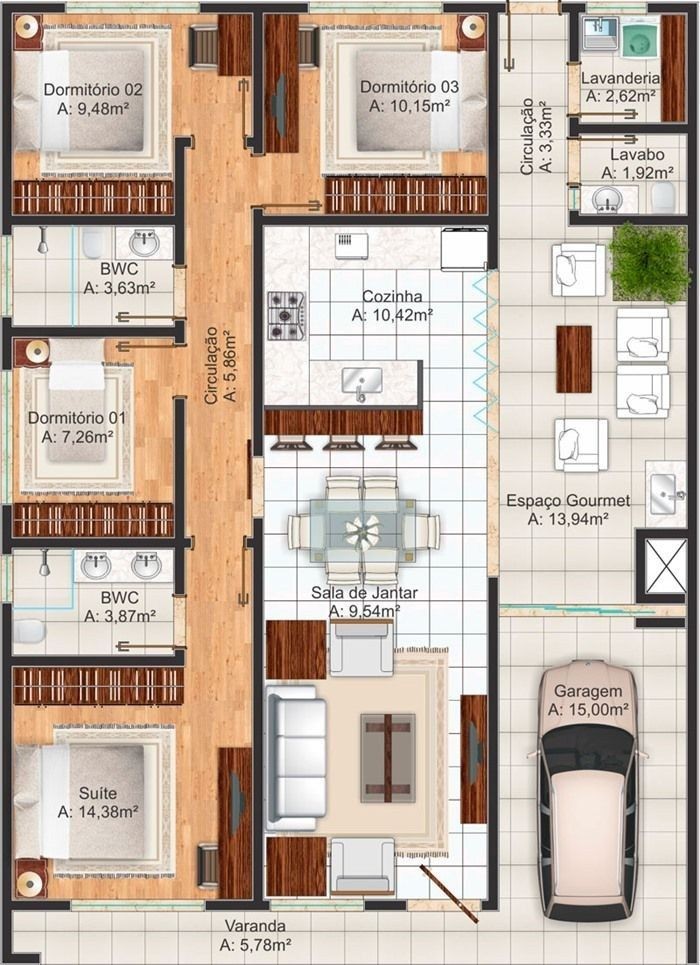 Dormitório 02
A: 9,48m²
Dormitório 03
A: 10,15m²
Circulação
A: 3,33m²
Lavanderia
A: 2,62m²
Lavabo
A: 1,92m²
BWC
A: 3,63m²
Cozinha
A: 10,42m²
Circulação
A: 5,86m²
Dormitório 01
A: 7,26m²
Espaço Gourmet
A: 13,94m²
BWC
A: 3,87m²
Sala de Jantar
A: 9,54m²
Garagem
A: 15,00m²
Suíte
A: 14,38m²
Varanda
A: 5,78m²